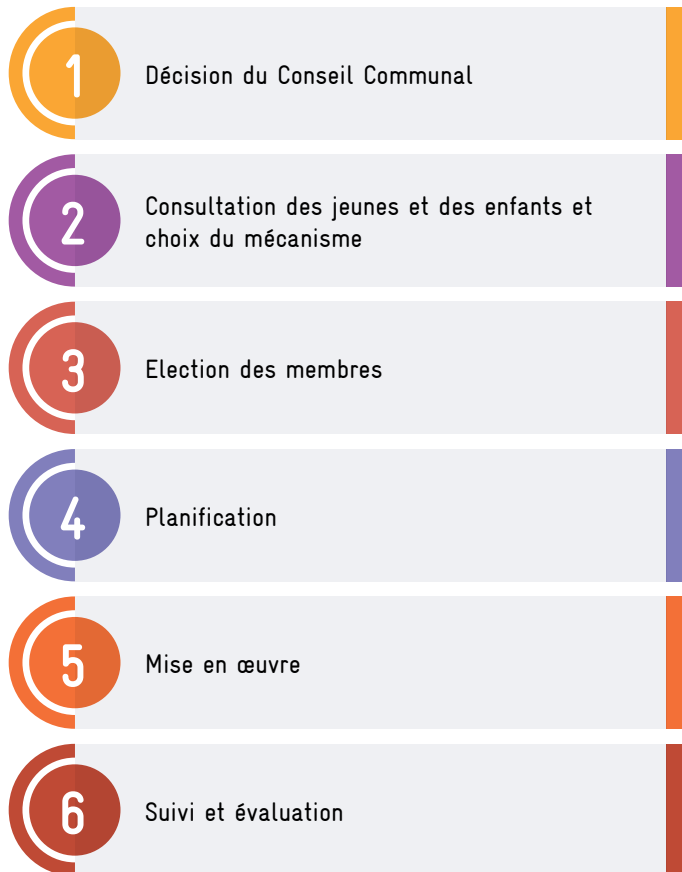 1
Décision du Conseil Communal
2
Consultation des jeunes et des enfants et
choix du mécanisme
3
Election des membres
4
Planification
5
Mise en œuvre
6
Suivi et évaluation